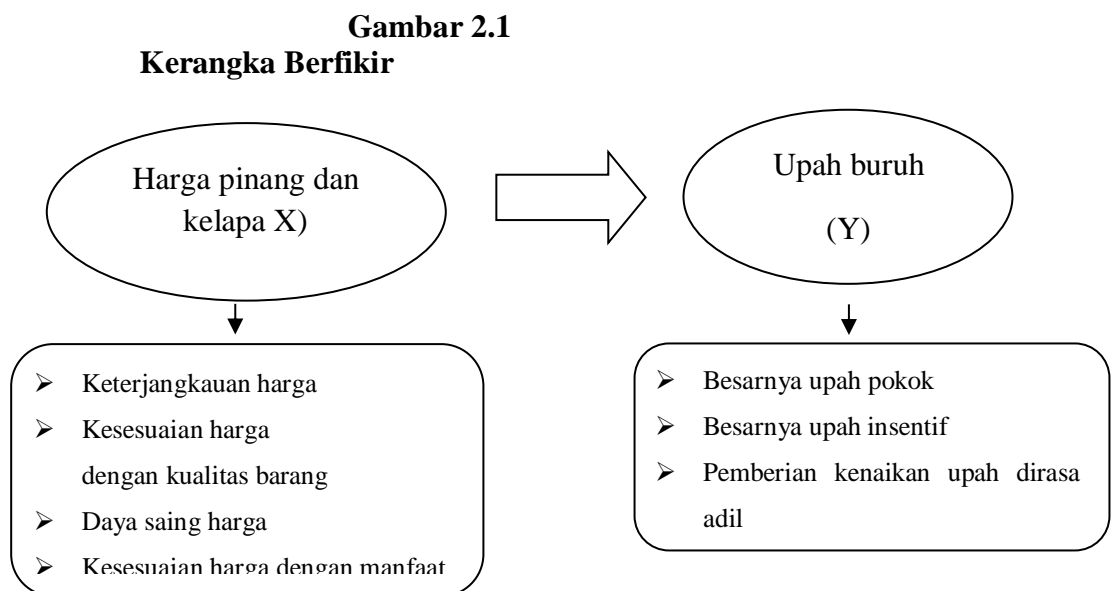 Gambar 2.1
Kerangka Berfikir
Harga pinang dan
kelapa X)
Upah buruh
(Y)
➢ Keterjangkauan harga
➢ Kesesuaian harga
dengan kualitas barang
➢ Daya saing harga
➢ Kesesuaian harga dengan manfaat
➢ Besarnya upah pokok
➢ Besarnya upah insentif
➢ Pemberian kenaikan upah dirasa
adil